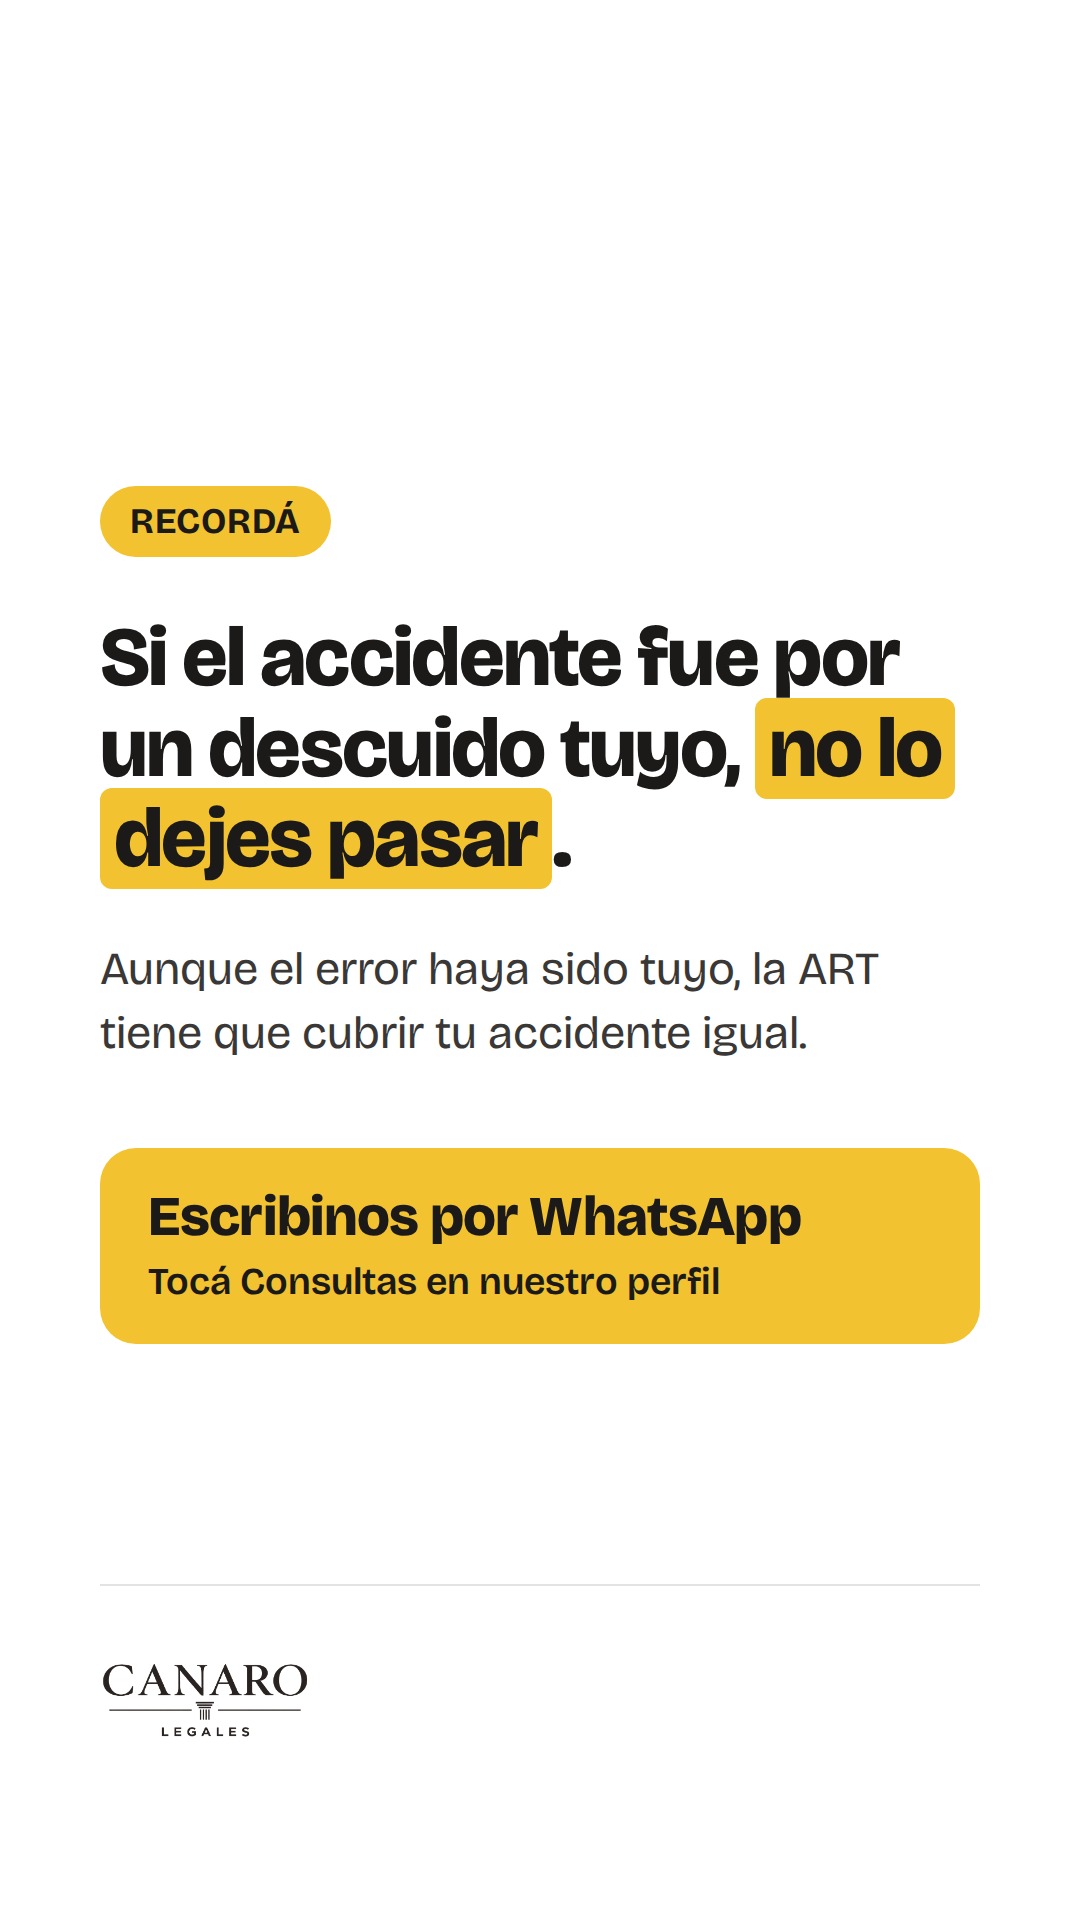 RECORDÁ
Si el accidente fue por
un descuido tuyo, no lo
dejes pasar.
Aunque el error haya sido tuyo, la ART
tiene que cubrir tu accidente igual.
Escribinos por WhatsApp
Tocá Consultas en nuestro perfil
CANARO
LEGALES